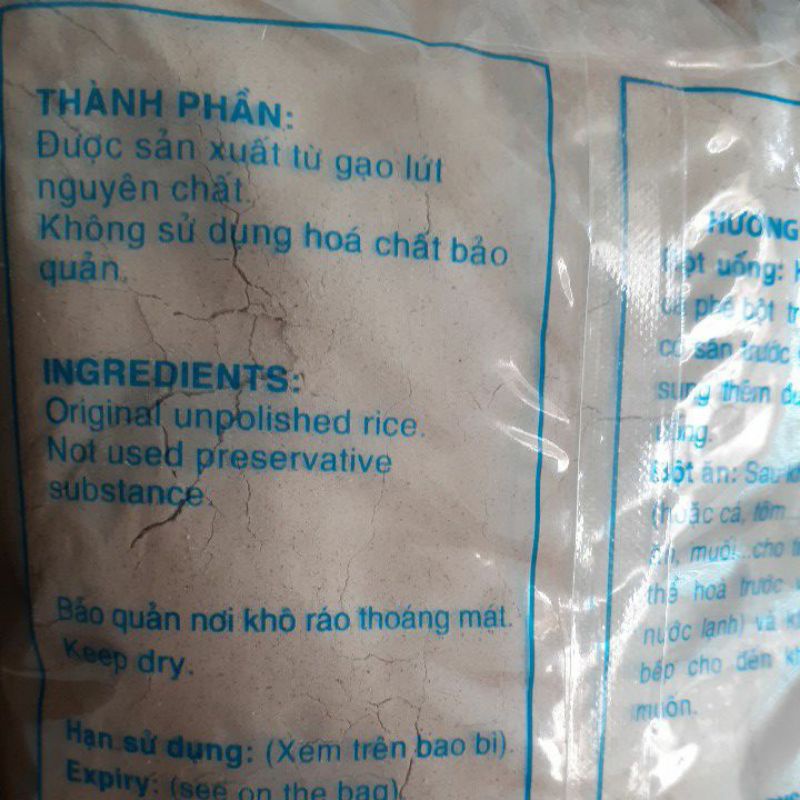 THÀNH PHẦN:
Được sản xuất từ gạo lứt
nguyên chất.
Không sử dụng hoá chất bảo
quản.
INGREDIENTS:
Original unpolished rice.
Not used preservative
substance.
Bảo quản nơi khô ráo thoáng mát.
Keep dry.
Hạn sử dụng: (Xem trên bao bì).
Expiry: (see on the bag).
HƯỚNG
Bột uống:
cà phê bột
có sẵn trước
sung thêm
Bột ăn: Sau
(hoặc cá, tôm...
ăn, muối...cho
thể hoà trước
nước lạnh) và
bếp cho đến
muốn.